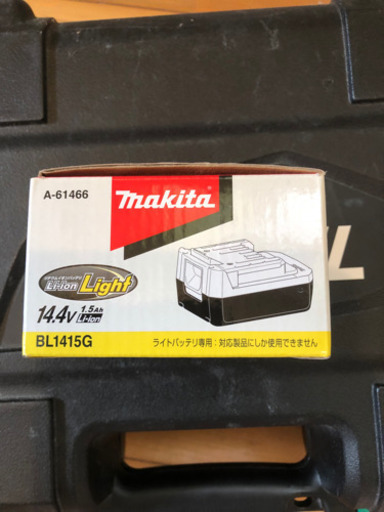 A-61466
makita
リチウムイオンバッテリ
Li-ion Light
14.4V 1.5Ah
Li-ion
BL1415G
ライトバッテリ専用：対応製品にしか使用できません
L